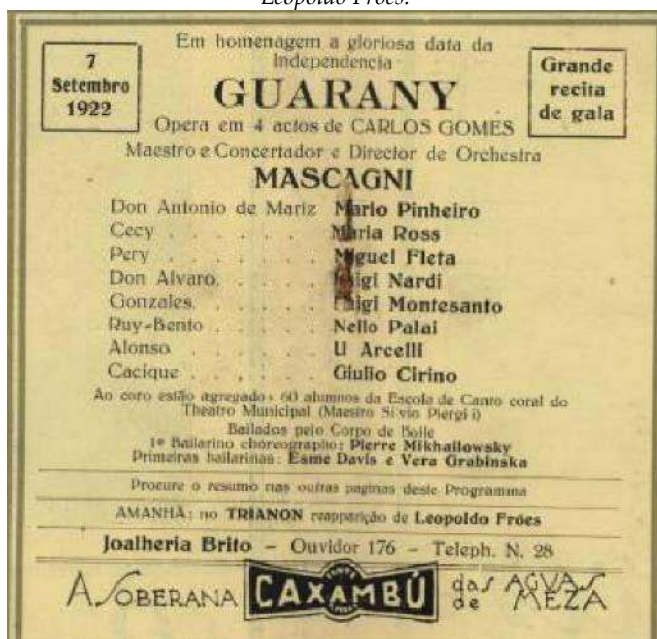 Leopoldo Fróes.
7
Setembro
1922
Em homenagem a gloriosa data da
Independencia
Grande
recita
de gala
GUARANY
Opera em 4 actos de CARLOS GOMES
Maestro e Concertador e Director de Orchestra
MASCAGNI
Don Antonio de Mariz Mario Pinheiro
Cecy . . . . . . Maria Ross
Pery . . . . . . Miguel Fleta
Don Alvaro. . . . . . Luigi Nardi
Gonzales. . . . . . Luigi Montesanto
Ruy-Bento . . . . . Nello Palai
Alonso . . . . . . U Arcelli
Cacique . . . . . . Giulio Cirino
Ao coro estão agregado: 60 alumnos da Escola de Canto coral do
Theatro Municipal (Maestro Si vio Piergi i)
Bailados pelo Corpo de Baile
1º Bailarino choreographo: Pierre Mikhailowsky
Primeiras bailarinas: Esme Davis e Vera Grabinska
Procure o resumo nas outras paginas deste Programma
AMANHÃ: no TRIANON reapparição de Leopoldo Fróes
Joalheria Brito – Ouvidor 176 – Teleph. N. 28
A SOBERANA CAXAMBÚ das AGUAS de MEZA